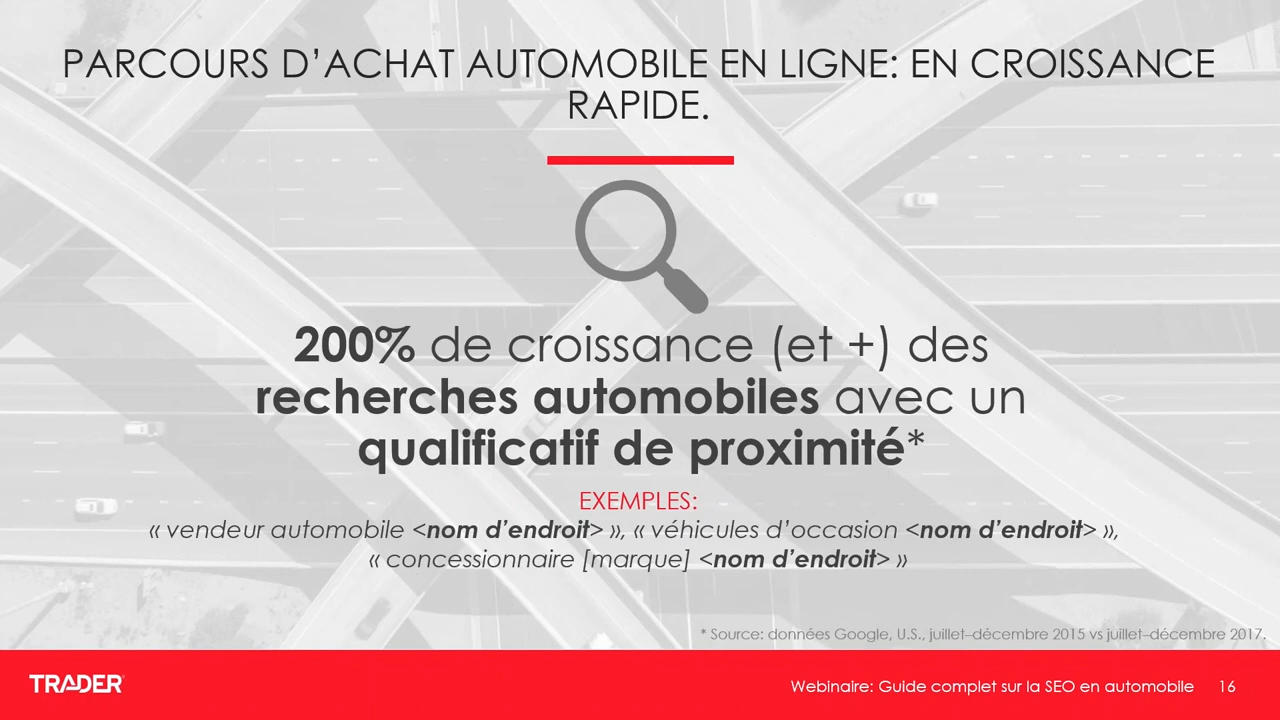 PARCOURS D’ACHAT AUTOMOBILE EN LIGNE: EN CROISSANCE
RAPIDE.
200% de croissance (et +) des
recherches automobiles avec un
qualificatif de proximité*
EXEMPLES:
« vendeur automobile <nom d’endroit> », « véhicules d’occasion <nom d’endroit> »,
« concessionnaire [marque] <nom d’endroit> »
* Source: données Google, U.S., juillet–décembre 2015 vs juillet–décembre 2017.
TRADER
Webinaire: Guide complet sur la SEO en automobile 16